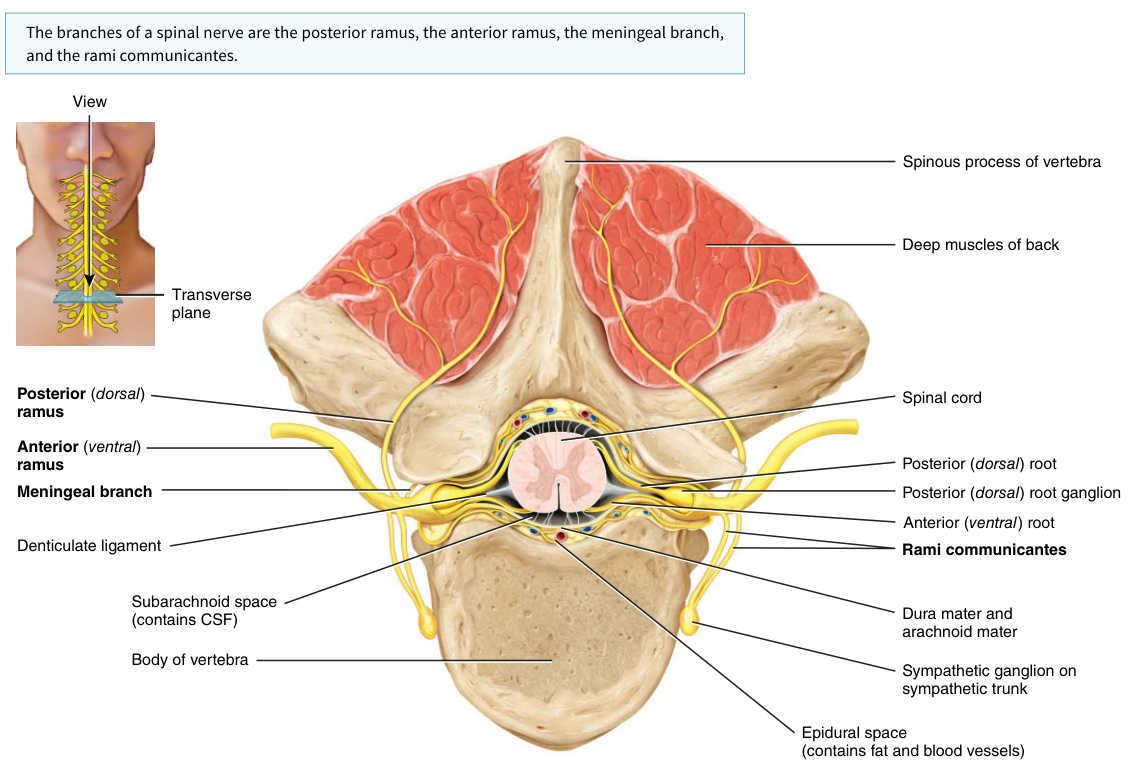 The branches of a spinal nerve are the posterior ramus, the anterior ramus, the meningeal branch,
and the rami communicantes.
View
Transverse
plane
Posterior (dorsal)
ramus
Anterior (ventral)
ramus
Meningeal branch
Denticulate ligament
Subarachnoid space
(contains CSF)
Body of vertebra
Spinous process of vertebra
Deep muscles of back
Spinal cord
Posterior (dorsal) root
Posterior (dorsal) root ganglion
Anterior (ventral) root
Rami communicantes
Dura mater and
arachnoid mater
Sympathetic ganglion on
sympathetic trunk
Epidural space
(contains fat and blood vessels)